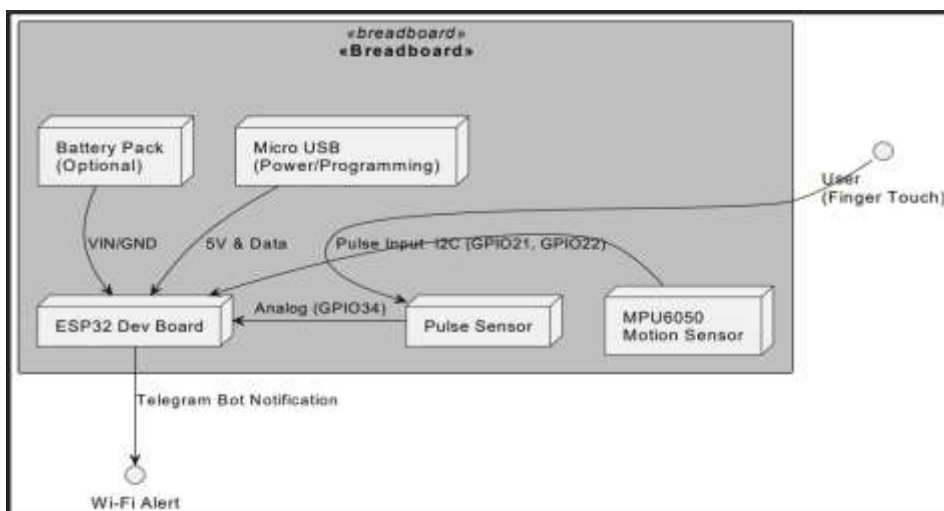 «breadboard»
«Breadboard»
Battery Pack
(Optional)
Micro USB
(Power/Programming)
User
(Finger Touch)
VIN/GND
5V & Data
Pulse Input
I2C (GPIO21, GPIO22)
Analog (GPIO34)
ESP32 Dev Board
Pulse Sensor
MPU6050
Motion Sensor
Telegram Bot Notification
Wi-Fi Alert